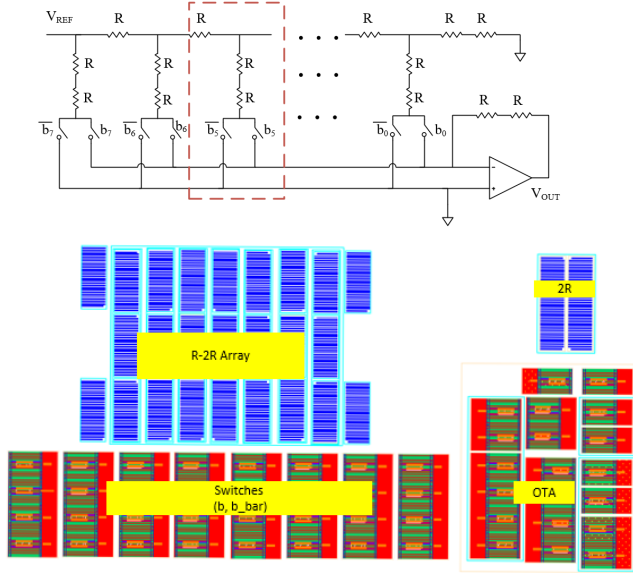 V_REF R R R R R
R R R R
R R R R R R
b̅₇ b₇ b̅₆ b₆ b̅₅ b₅ b̅₀ b₀
- 
+
V_OUT
2R
R-2R Array
Switches
(b, b_bar)
OTA